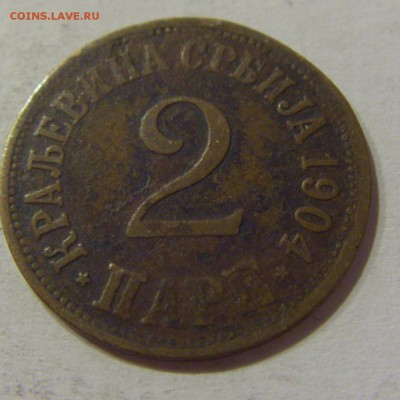 COINS.LAVE.RU
КРАЉЕВИНА СРБИЈА 1904
2
ПАРЕ